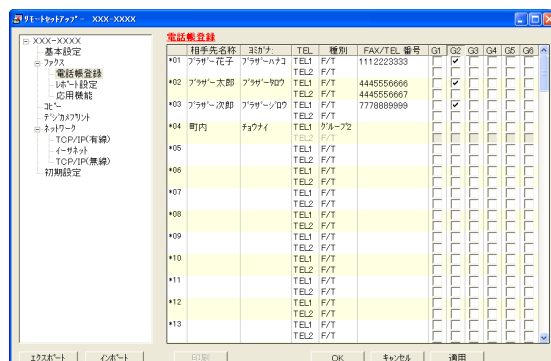 リモートセットアップ - XXX-XXXX
XXX-XXXX
基本設定
ファクス
電話帳登録
レポート設定
応用機能
コピー
デジカメプリント
ネットワーク
TCP/IP(有線)
イーサネット
TCP/IP(無線)
初期設定
電話帳登録
相手先名称 ヨミガナ: TEL 種別 FAX/TEL 番号 G1 G2 G3 G4 G5 G6
*01 ブラザー花子 ブラザーハナコ TEL1 F/T 1112223333
TEL2 F/T
*02 ブラザー太郎 ブラザータロウ TEL1 F/T 4445556666
TEL2 F/T 4445556667
*03 ブラザー次郎 ブラザージロウ TEL1 F/T 7778889999
TEL2 F/T
*04 町内 チョウナイ TEL1 グループ2
TEL2 F/T
*05 TEL1 F/T
TEL2 F/T
*06 TEL1 F/T
TEL2 F/T
*07 TEL1 F/T
TEL2 F/T
*08 TEL1 F/T
TEL2 F/T
*09 TEL1 F/T
TEL2 F/T
*10 TEL1 F/T
TEL2 F/T
*11 TEL1 F/T
TEL2 F/T
*12 TEL1 F/T
TEL2 F/T
*13 TEL1 F/T
TEL2 F/T
エクスポート インポート 印刷 OK キャンセル 適用